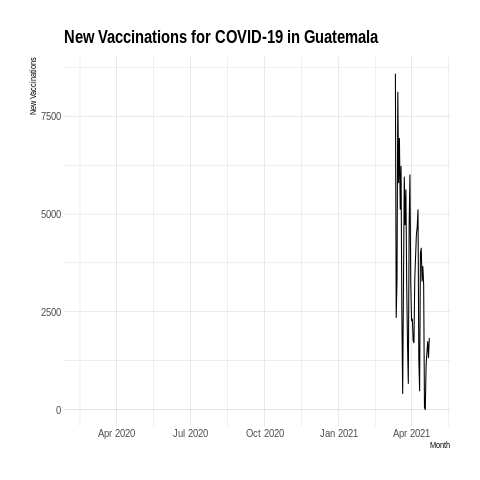 New Vaccinations for COVID-19 in Guatemala
New Vaccinations
7500
5000
2500
0
Apr 2020
Jul 2020
Oct 2020
Jan 2021
Apr 2021
Month